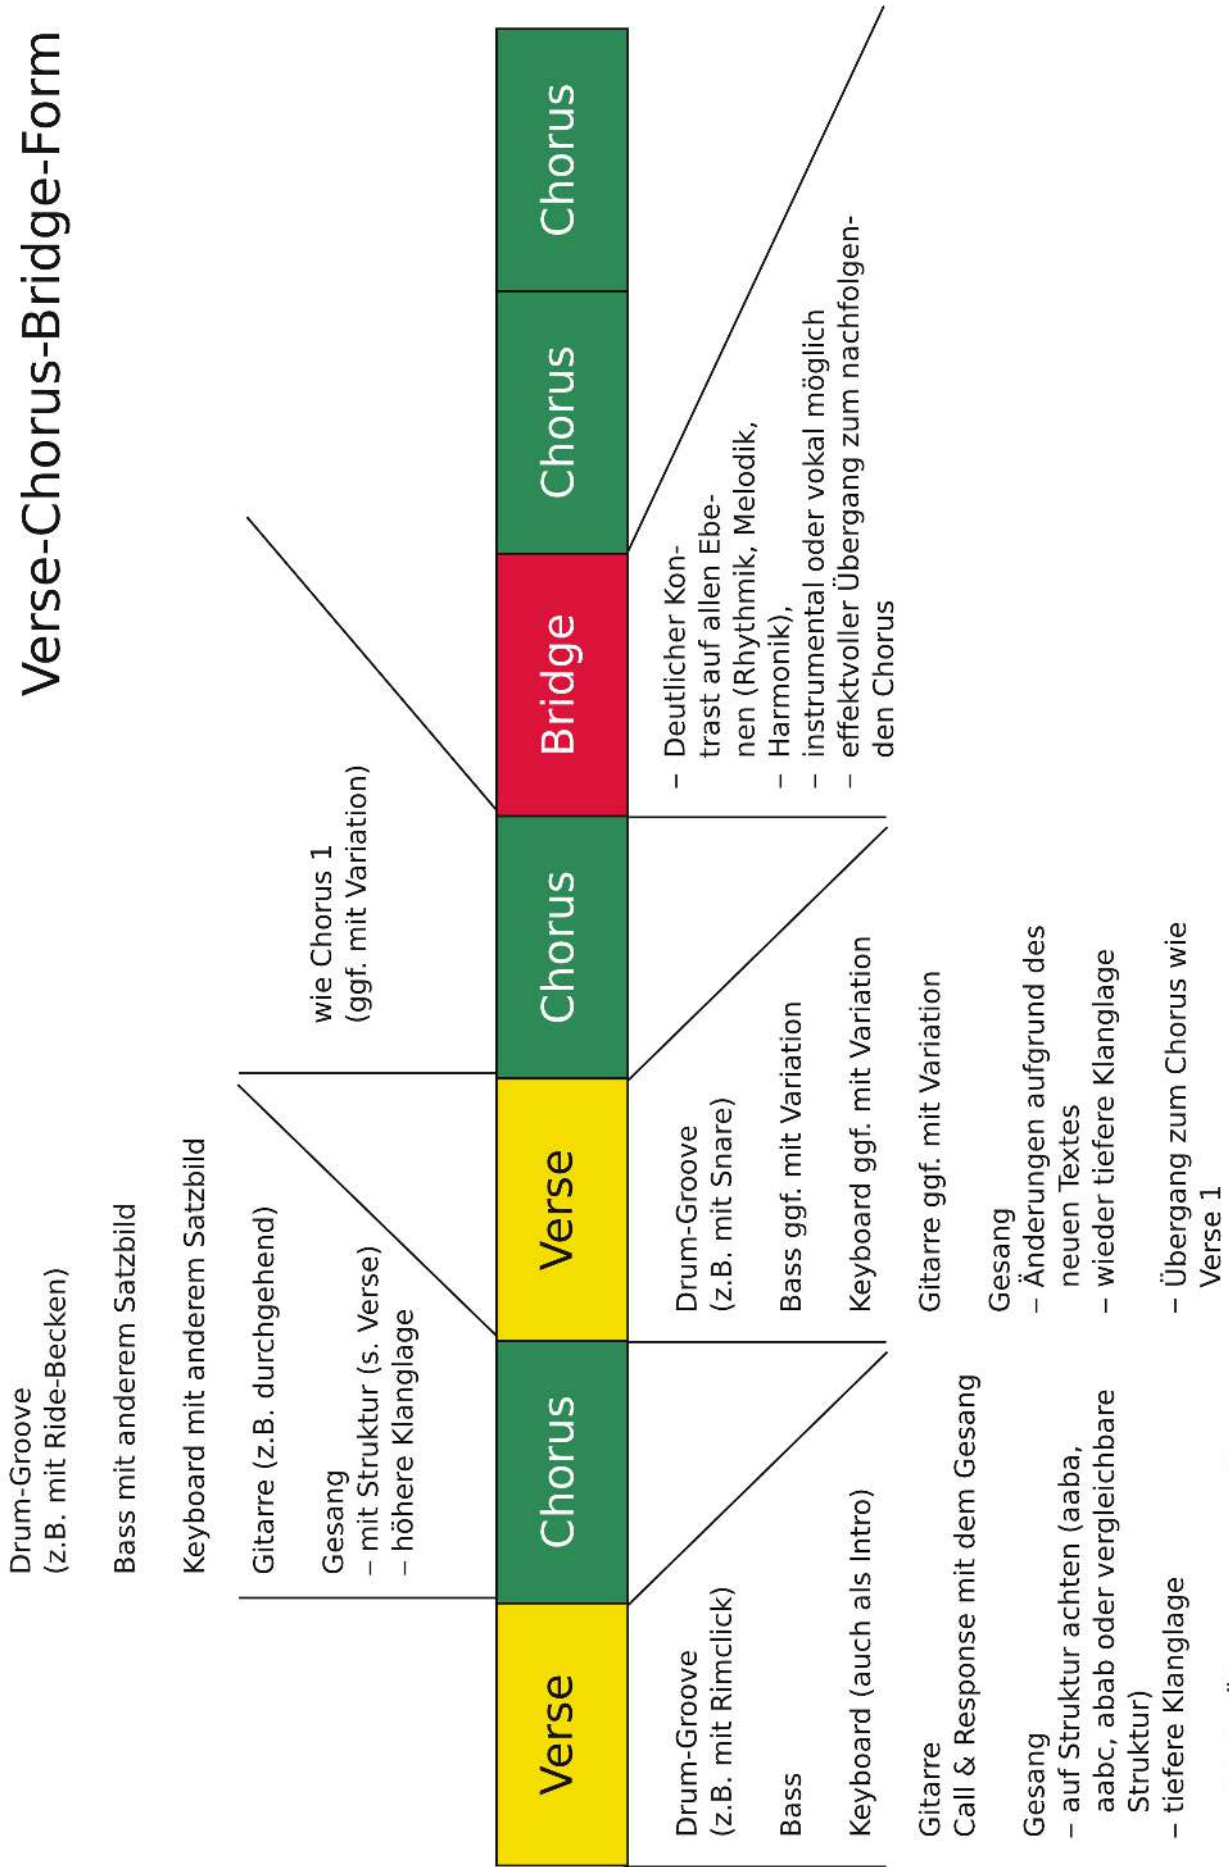 Verse-Chorus-Bridge-Form
Drum-Groove
(z.B. mit Ride-Becken)
Bass mit anderem Satzbild
Keyboard mit anderem Satzbild
Gitarre (z.B. durchgehend)
Gesang
– mit Struktur (s. Verse)
– höhere Klanglage
wie Chorus 1
(ggf. mit Variation)
Verse
Chorus
Verse
Chorus
Bridge
Chorus
Chorus
Drum-Groove
(z.B. mit Rimclick)
Bass
Keyboard (auch als Intro)
Gitarre
Call & Response mit dem Gesang
Gesang
– auf Struktur achten (aaba,
aabc, abab oder vergleichbare
Struktur)
– tiefere Klanglage
Drum-Groove
(z.B. mit Snare)
Bass ggf. mit Variation
Keyboard ggf. mit Variation
Gitarre ggf. mit Variation
Gesang
– Änderungen aufgrund des
neuen Textes
– wieder tiefere Klanglage
– Übergang zum Chorus wie
Verse 1
– Deutlicher Kon-
trast auf allen Ebe-
nen (Rhythmik, Melodik,
– Harmonik),
– instrumental oder vokal möglich
– effektvoller Übergang zum nachfolgen-
den Chorus